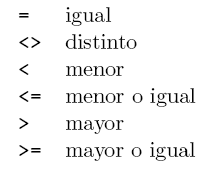 = igual
<> distinto
< menor
<= menor o igual
> mayor
>= mayor o igual